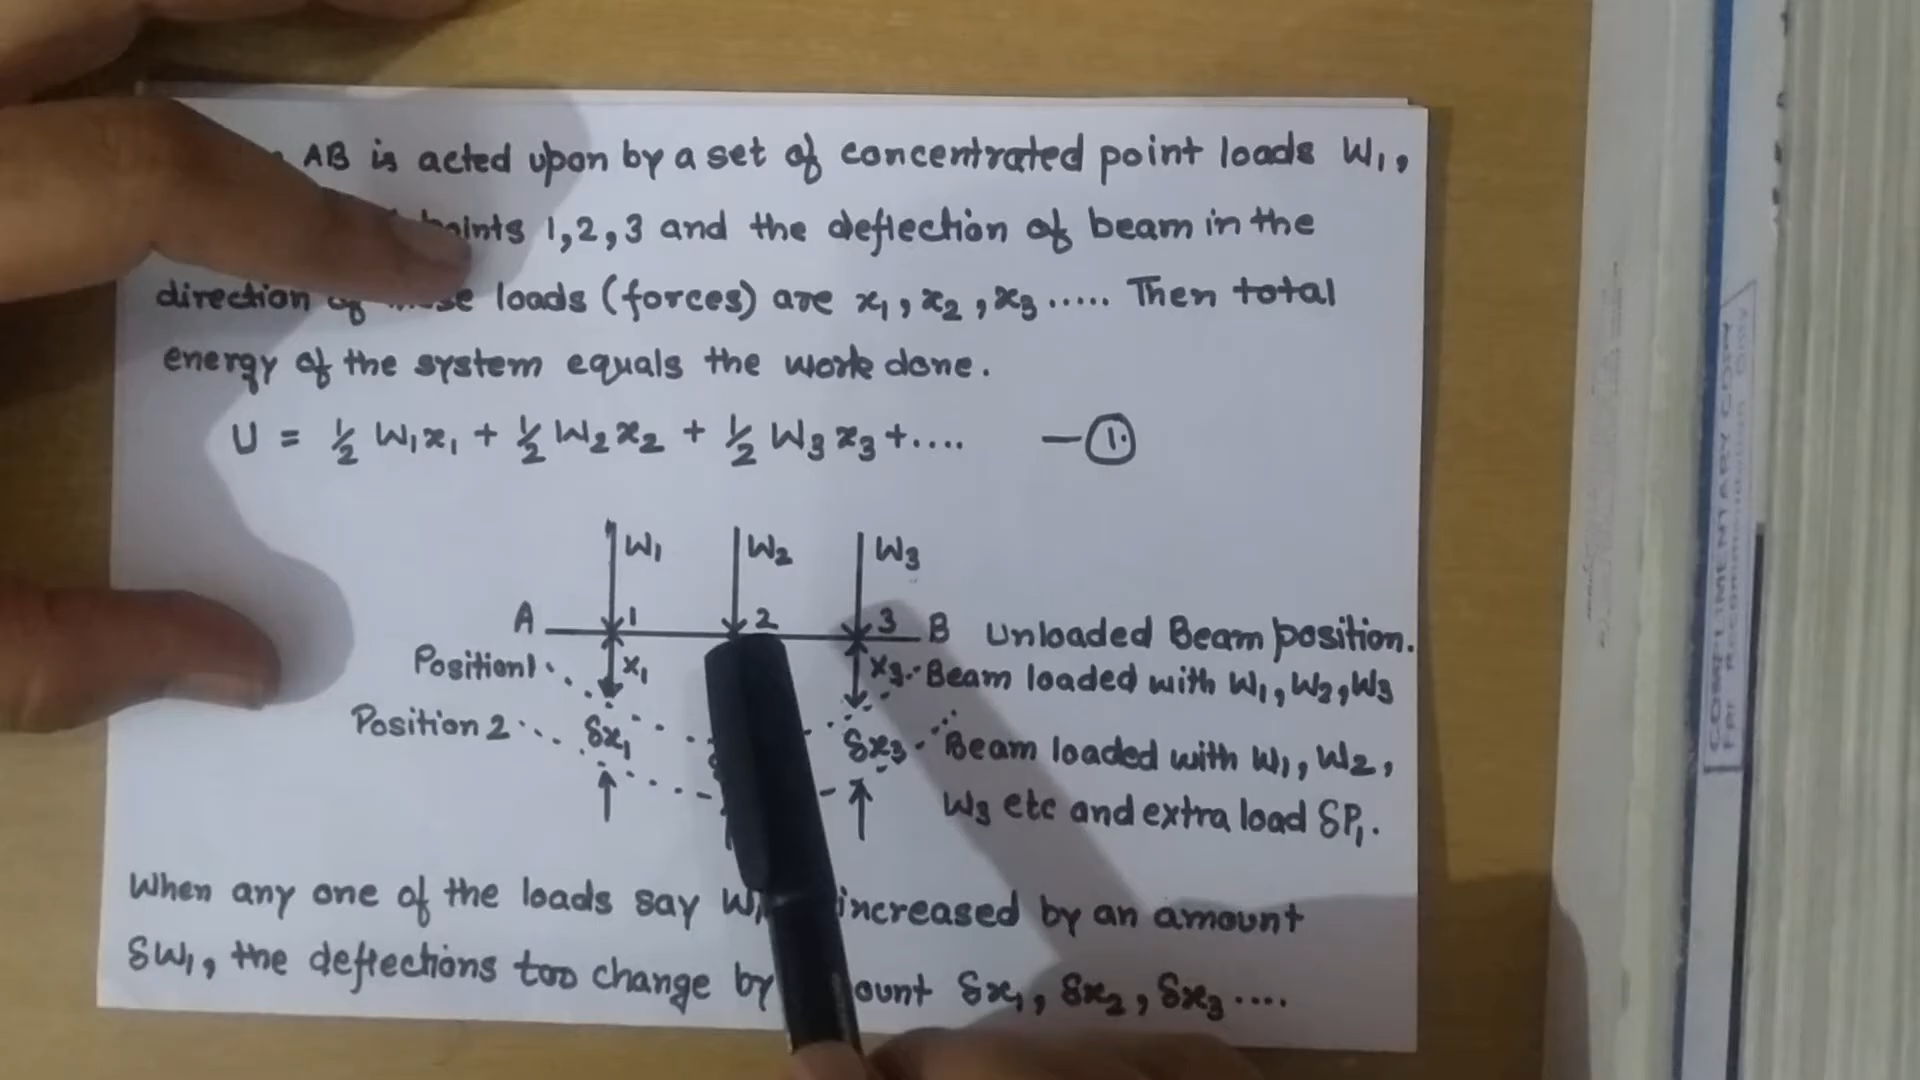 AB is acted upon by a set of concentrated point loads W₁,
points 1,2,3 and the deflection of beam in the
direction of these loads (forces) are x₁, x₂, x₃ ..... Then total
energy of the system equals the work done.
U = ½ W₁x₁ + ½ W₂x₂ + ½ W₃x₃ + .... — ①
W₁ W₂ W₃
A 1 2 3 B Unloaded Beam position.
Position 1 x₁ x₃ Beam loaded with W₁, W₂, W₃
Position 2 δx₁ δx₃ Beam loaded with W₁, W₂,
W₃ etc and extra load δP₁.
When any one of the loads say W₁ increased by an amount
δW₁, the deflections too change by ount δx₁, δx₂, δx₃ ....
COMPLIMENTARY COPY